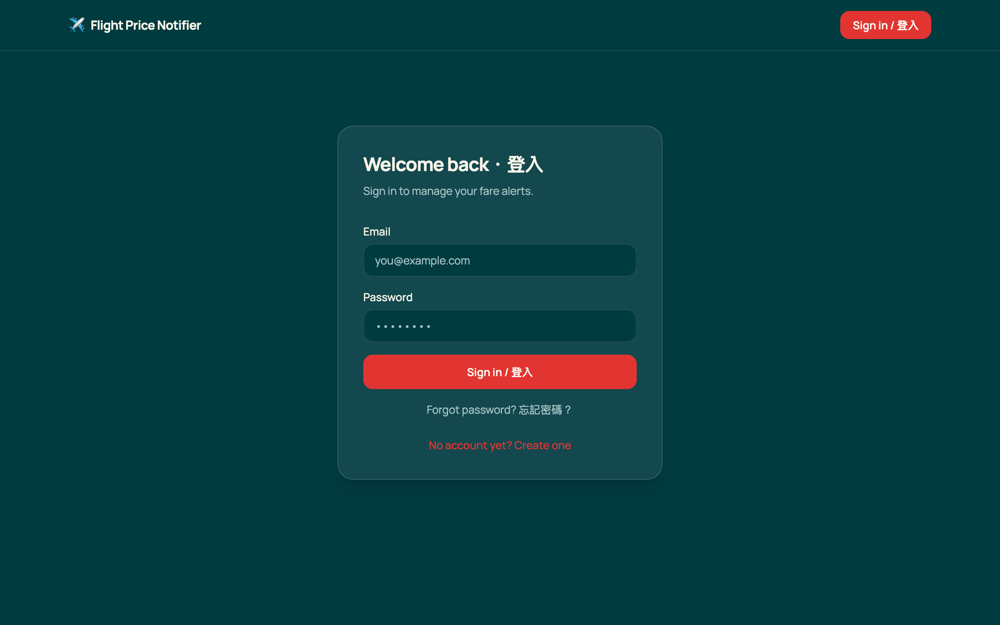 Flight Price Notifier
Sign in / 登入
Welcome back · 登入
Sign in to manage your fare alerts.
Email
you@example.com
Password
••••••••
Sign in / 登入
Forgot password? 忘記密碼？
No account yet? Create one